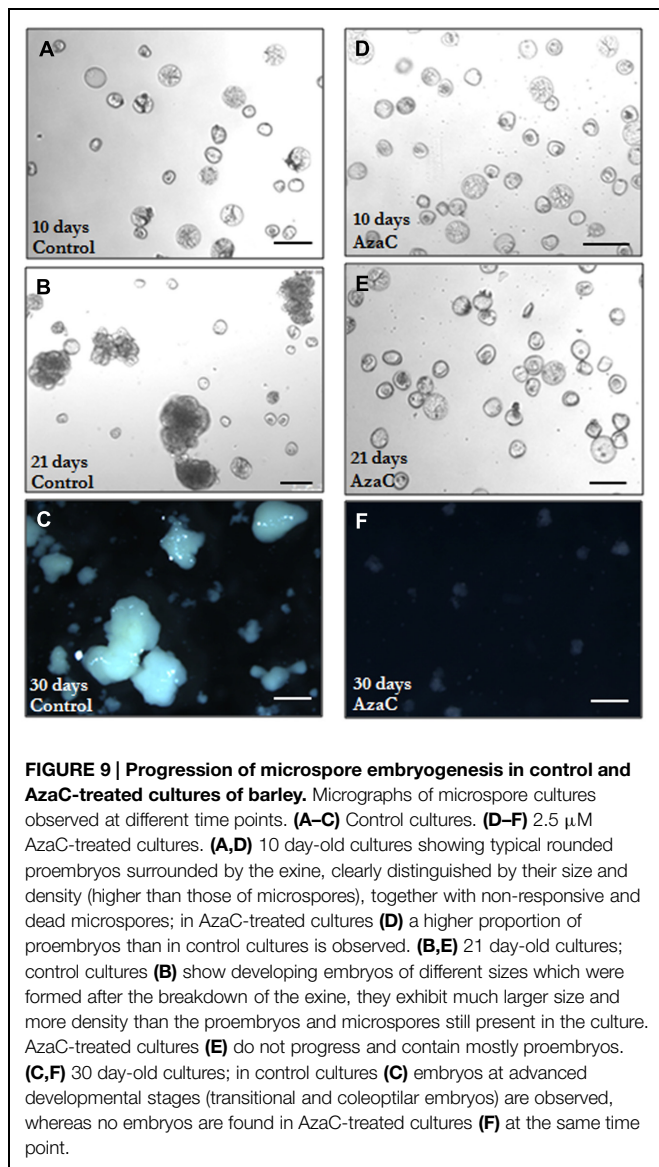 A
10 days
Control
D
10 days
AzaC
B
21 days
Control
E
21 days
AzaC
C
30 days
Control
F
30 days
AzaC
FIGURE 9 | Progression of microspore embryogenesis in control and
AzaC-treated cultures of barley. Micrographs of microspore cultures
observed at different time points. (A–C) Control cultures. (D–F) 2.5 μM
AzaC-treated cultures. (A,D) 10 day-old cultures showing typical rounded
proembryos surrounded by the exine, clearly distinguished by their size and
density (higher than those of microspores), together with non-responsive and
dead microspores; in AzaC-treated cultures (D) a higher proportion of
proembryos than in control cultures is observed. (B,E) 21 day-old cultures;
control cultures (B) show developing embryos of different sizes which were
formed after the breakdown of the exine, they exhibit much larger size and
more density than the proembryos and microspores still present in the culture.
AzaC-treated cultures (E) do not progress and contain mostly proembryos.
(C,F) 30 day-old cultures; in control cultures (C) embryos at advanced
developmental stages (transitional and coleoptilar embryos) are observed,
whereas no embryos are found in AzaC-treated cultures (F) at the same time
point.